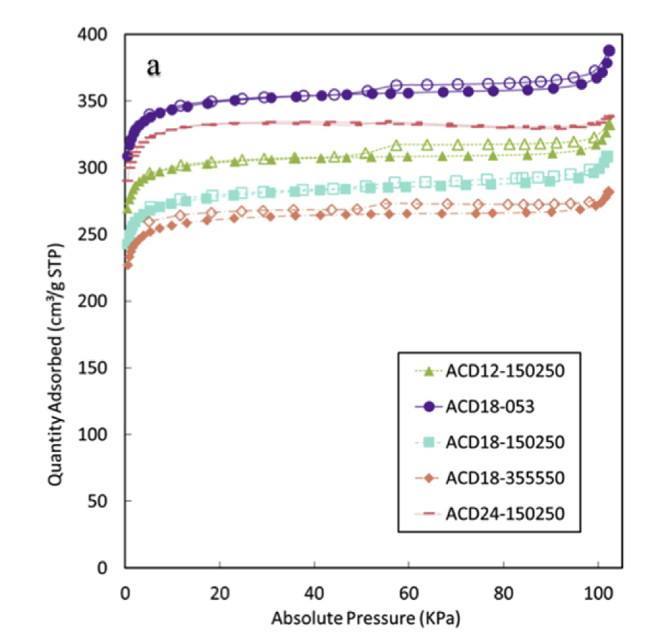 a
400
350
300
250
200
150
100
50
0
Quantity Adsorbed (cm³/g STP)
ACD12-150250
ACD18-053
ACD18-150250
ACD18-355550
ACD24-150250
0 20 40 60 80 100
Absolute Pressure (KPa)